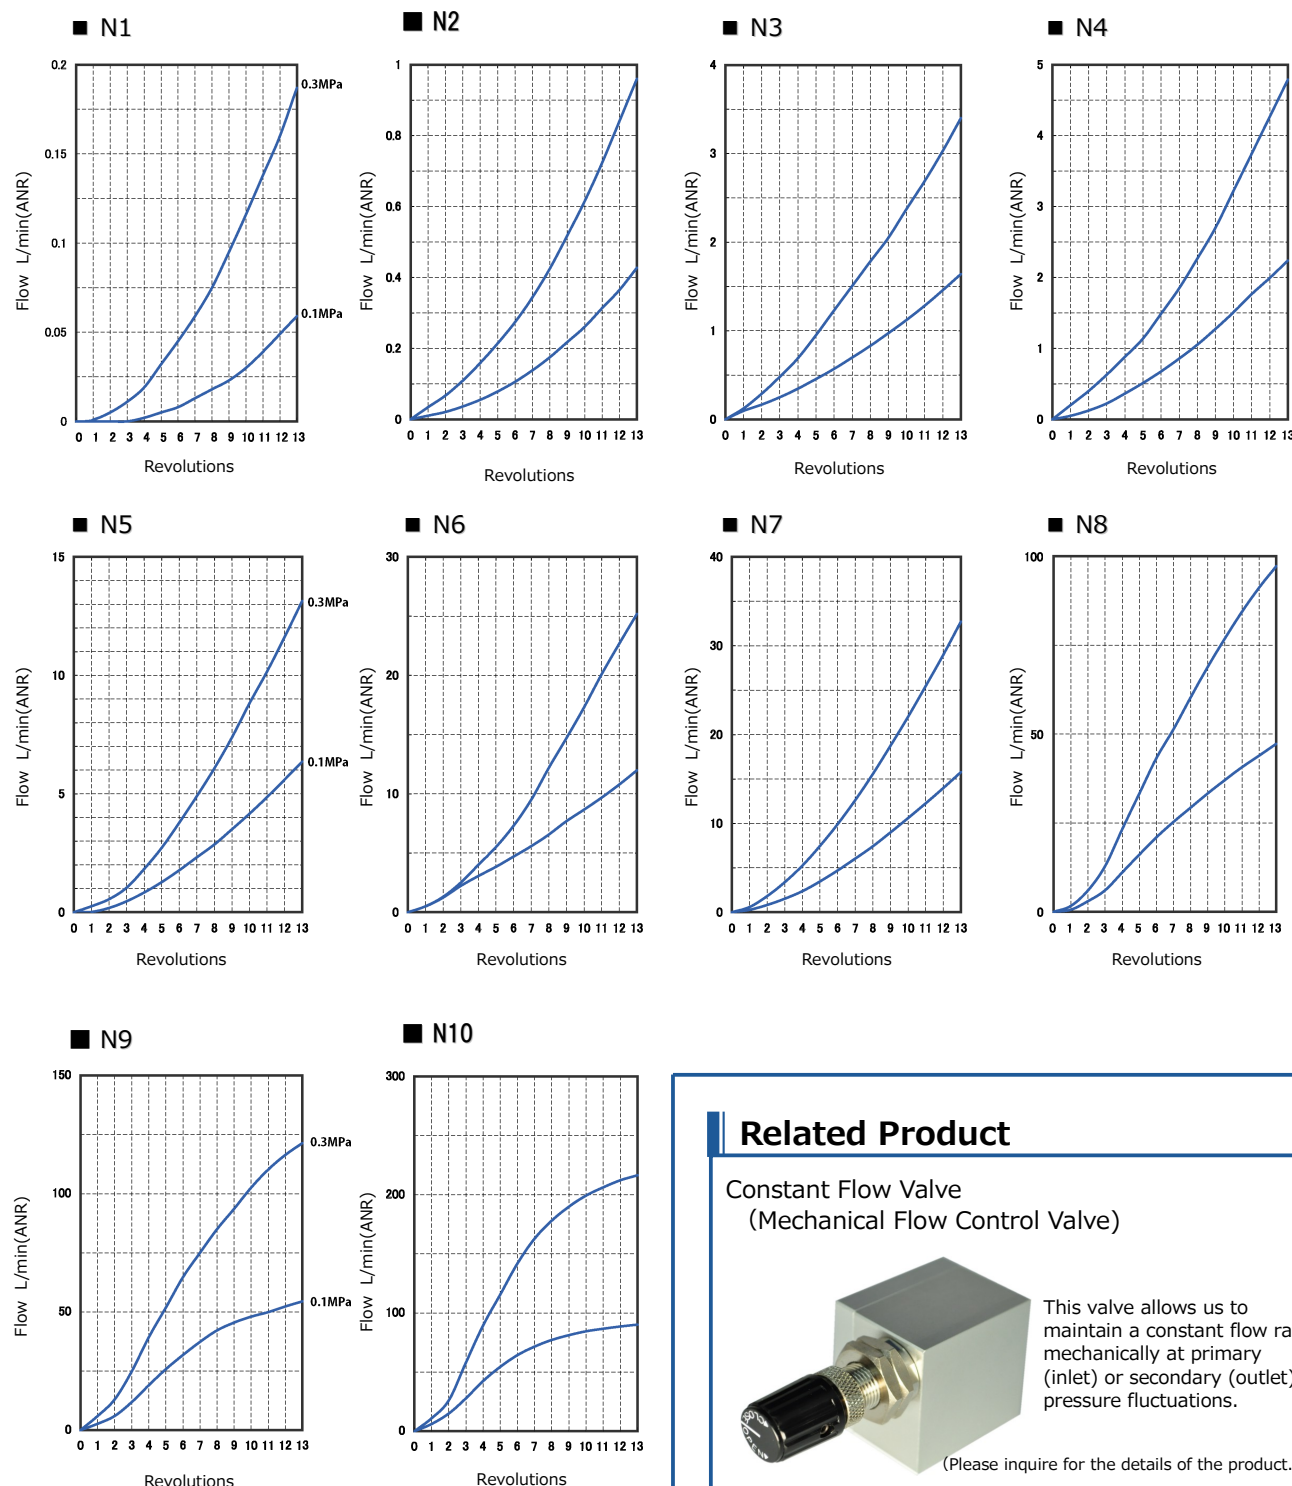 ■ N1
■ N2
■ N3
■ N4
0.2
0.15
0.1
0.05
0
Flow L/min(ANR)
0.3MPa
0.1MPa
0 1 2 3 4 5 6 7 8 9 10 11 12 13
Revolutions
1
0.8
0.6
0.4
0.2
0
Flow L/min(ANR)
0 1 2 3 4 5 6 7 8 9 10 11 12 13
Revolutions
4
3
2
1
0
Flow L/min(ANR)
0 1 2 3 4 5 6 7 8 9 10 11 12 13
Revolutions
5
4
3
2
1
0
Flow L/min(ANR)
0 1 2 3 4 5 6 7 8 9 10 11 12 13
Revolutions
■ N5
■ N6
■ N7
■ N8
15
10
5
0
Flow L/min(ANR)
0.3MPa
0.1MPa
0 1 2 3 4 5 6 7 8 9 10 11 12 13
Revolutions
30
20
10
0
Flow L/min(ANR)
0 1 2 3 4 5 6 7 8 9 10 11 12 13
Revolutions
40
30
20
10
0
Flow L/min(ANR)
0 1 2 3 4 5 6 7 8 9 10 11 12 13
Revolutions
100
50
0
Flow L/min(ANR)
0 1 2 3 4 5 6 7 8 9 10 11 12 13
Revolutions
■ N9
■ N10
150
100
50
0
Flow L/min(ANR)
0.3MPa
0.1MPa
0 1 2 3 4 5 6 7 8 9 10 11 12 13
Revolutions
300
200
100
0
Flow L/min(ANR)
0 1 2 3 4 5 6 7 8 9 10 11 12 13
Revolutions
Related Product
Constant Flow Valve
(Mechanical Flow Control Valve)
This valve allows us to
maintain a constant flow ra
mechanically at primary
(inlet) or secondary (outlet)
pressure fluctuations.
(Please inquire for the details of the product.